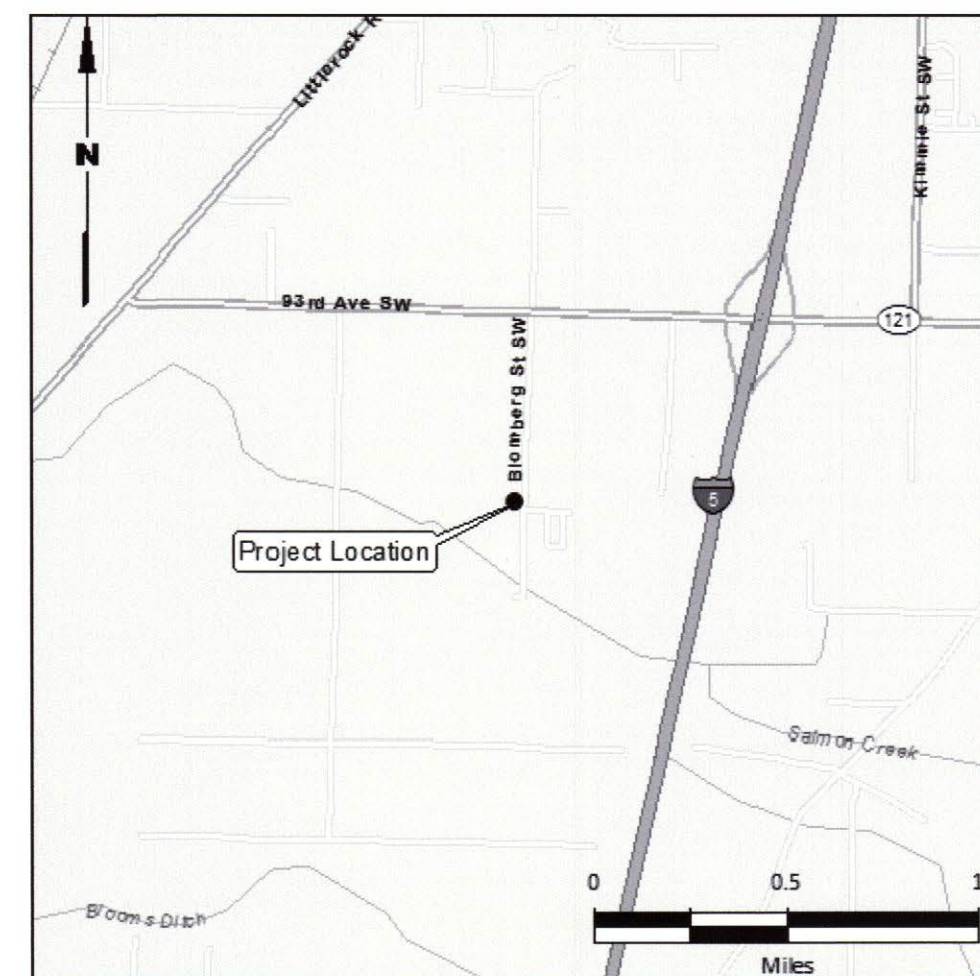 Littlerock R
Kimmie St SW
N
93rd Ave SW
121
Blomberg St SW
5
Project Location
Salmon Creek
0 0.5 1
Blooms Ditch
Miles